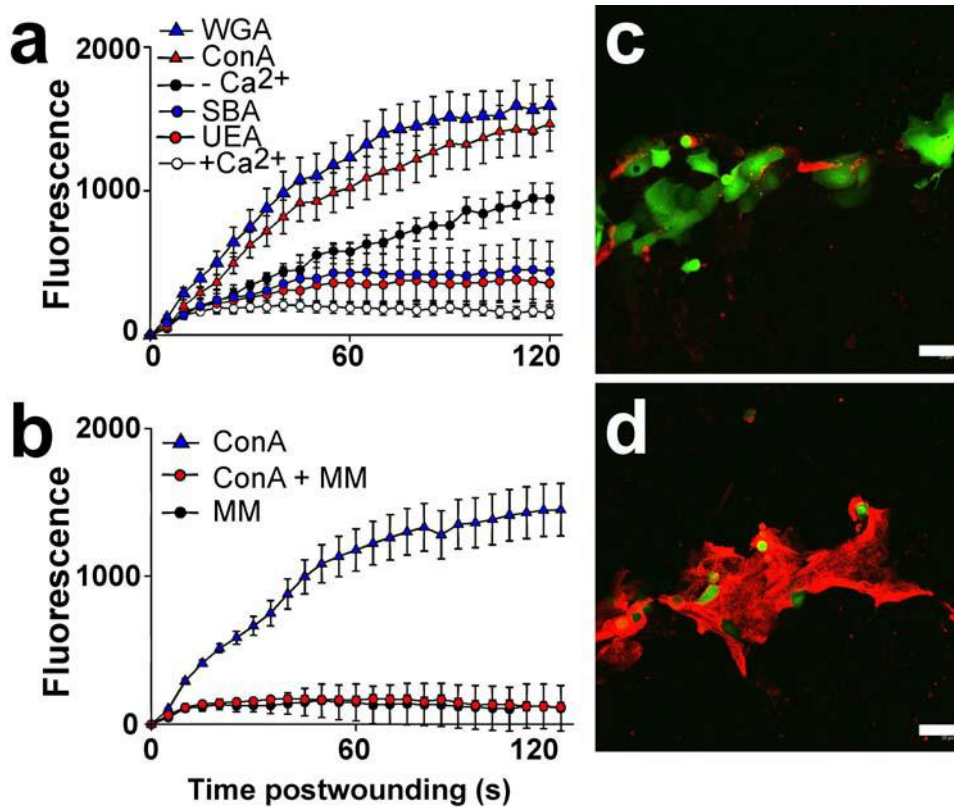 a
2000
1000
0
Fluorescence
WGA
ConA
- Ca2+
SBA
UEA
+Ca2+
0
60
120
b
2000
1000
0
Fluorescence
ConA
ConA + MM
MM
0
60
120
Time postwounding (s)
c
d